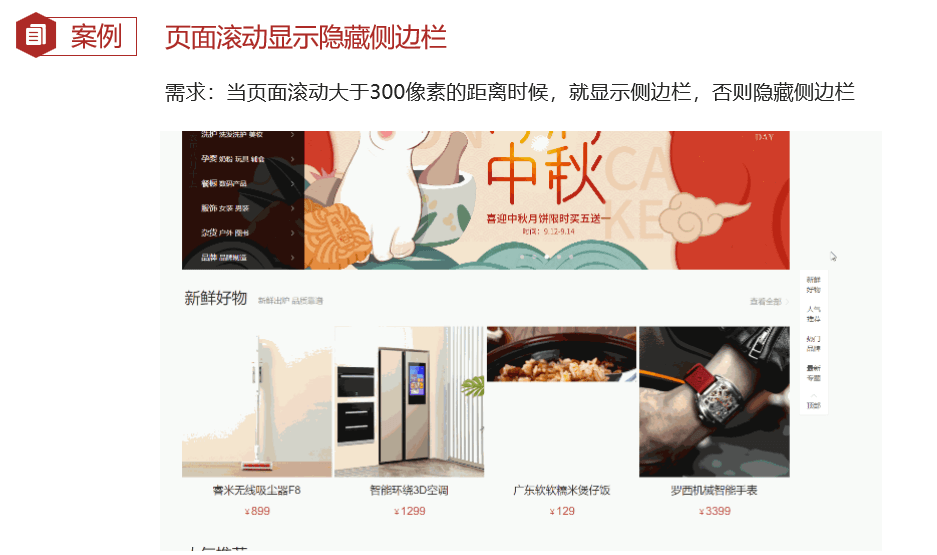 案例
页面滚动显示隐藏侧边栏
需求：当页面滚动大于300像素的距离时候，就显示侧边栏，否则隐藏侧边栏
DAY
洗护 洗发洗护 美妆
孕婴 奶粉 玩具 辅食
餐厨 数码产品
服饰 女装 男装
杂货 户外 图书
品牌 品牌制造
中秋
CA
KE
喜迎中秋月饼限时买五送一
时间：9.12-9.14
新鲜好物 新鲜出炉 品质靠谱
查看全部
新鲜
好物
人气
推荐
热门
品牌
最新
专题
顶部
睿米无线吸尘器F8
智能环绕3D空调
广东软软糯米煲仔饭
罗西机械智能手表
¥899
¥1299
¥129
¥3399